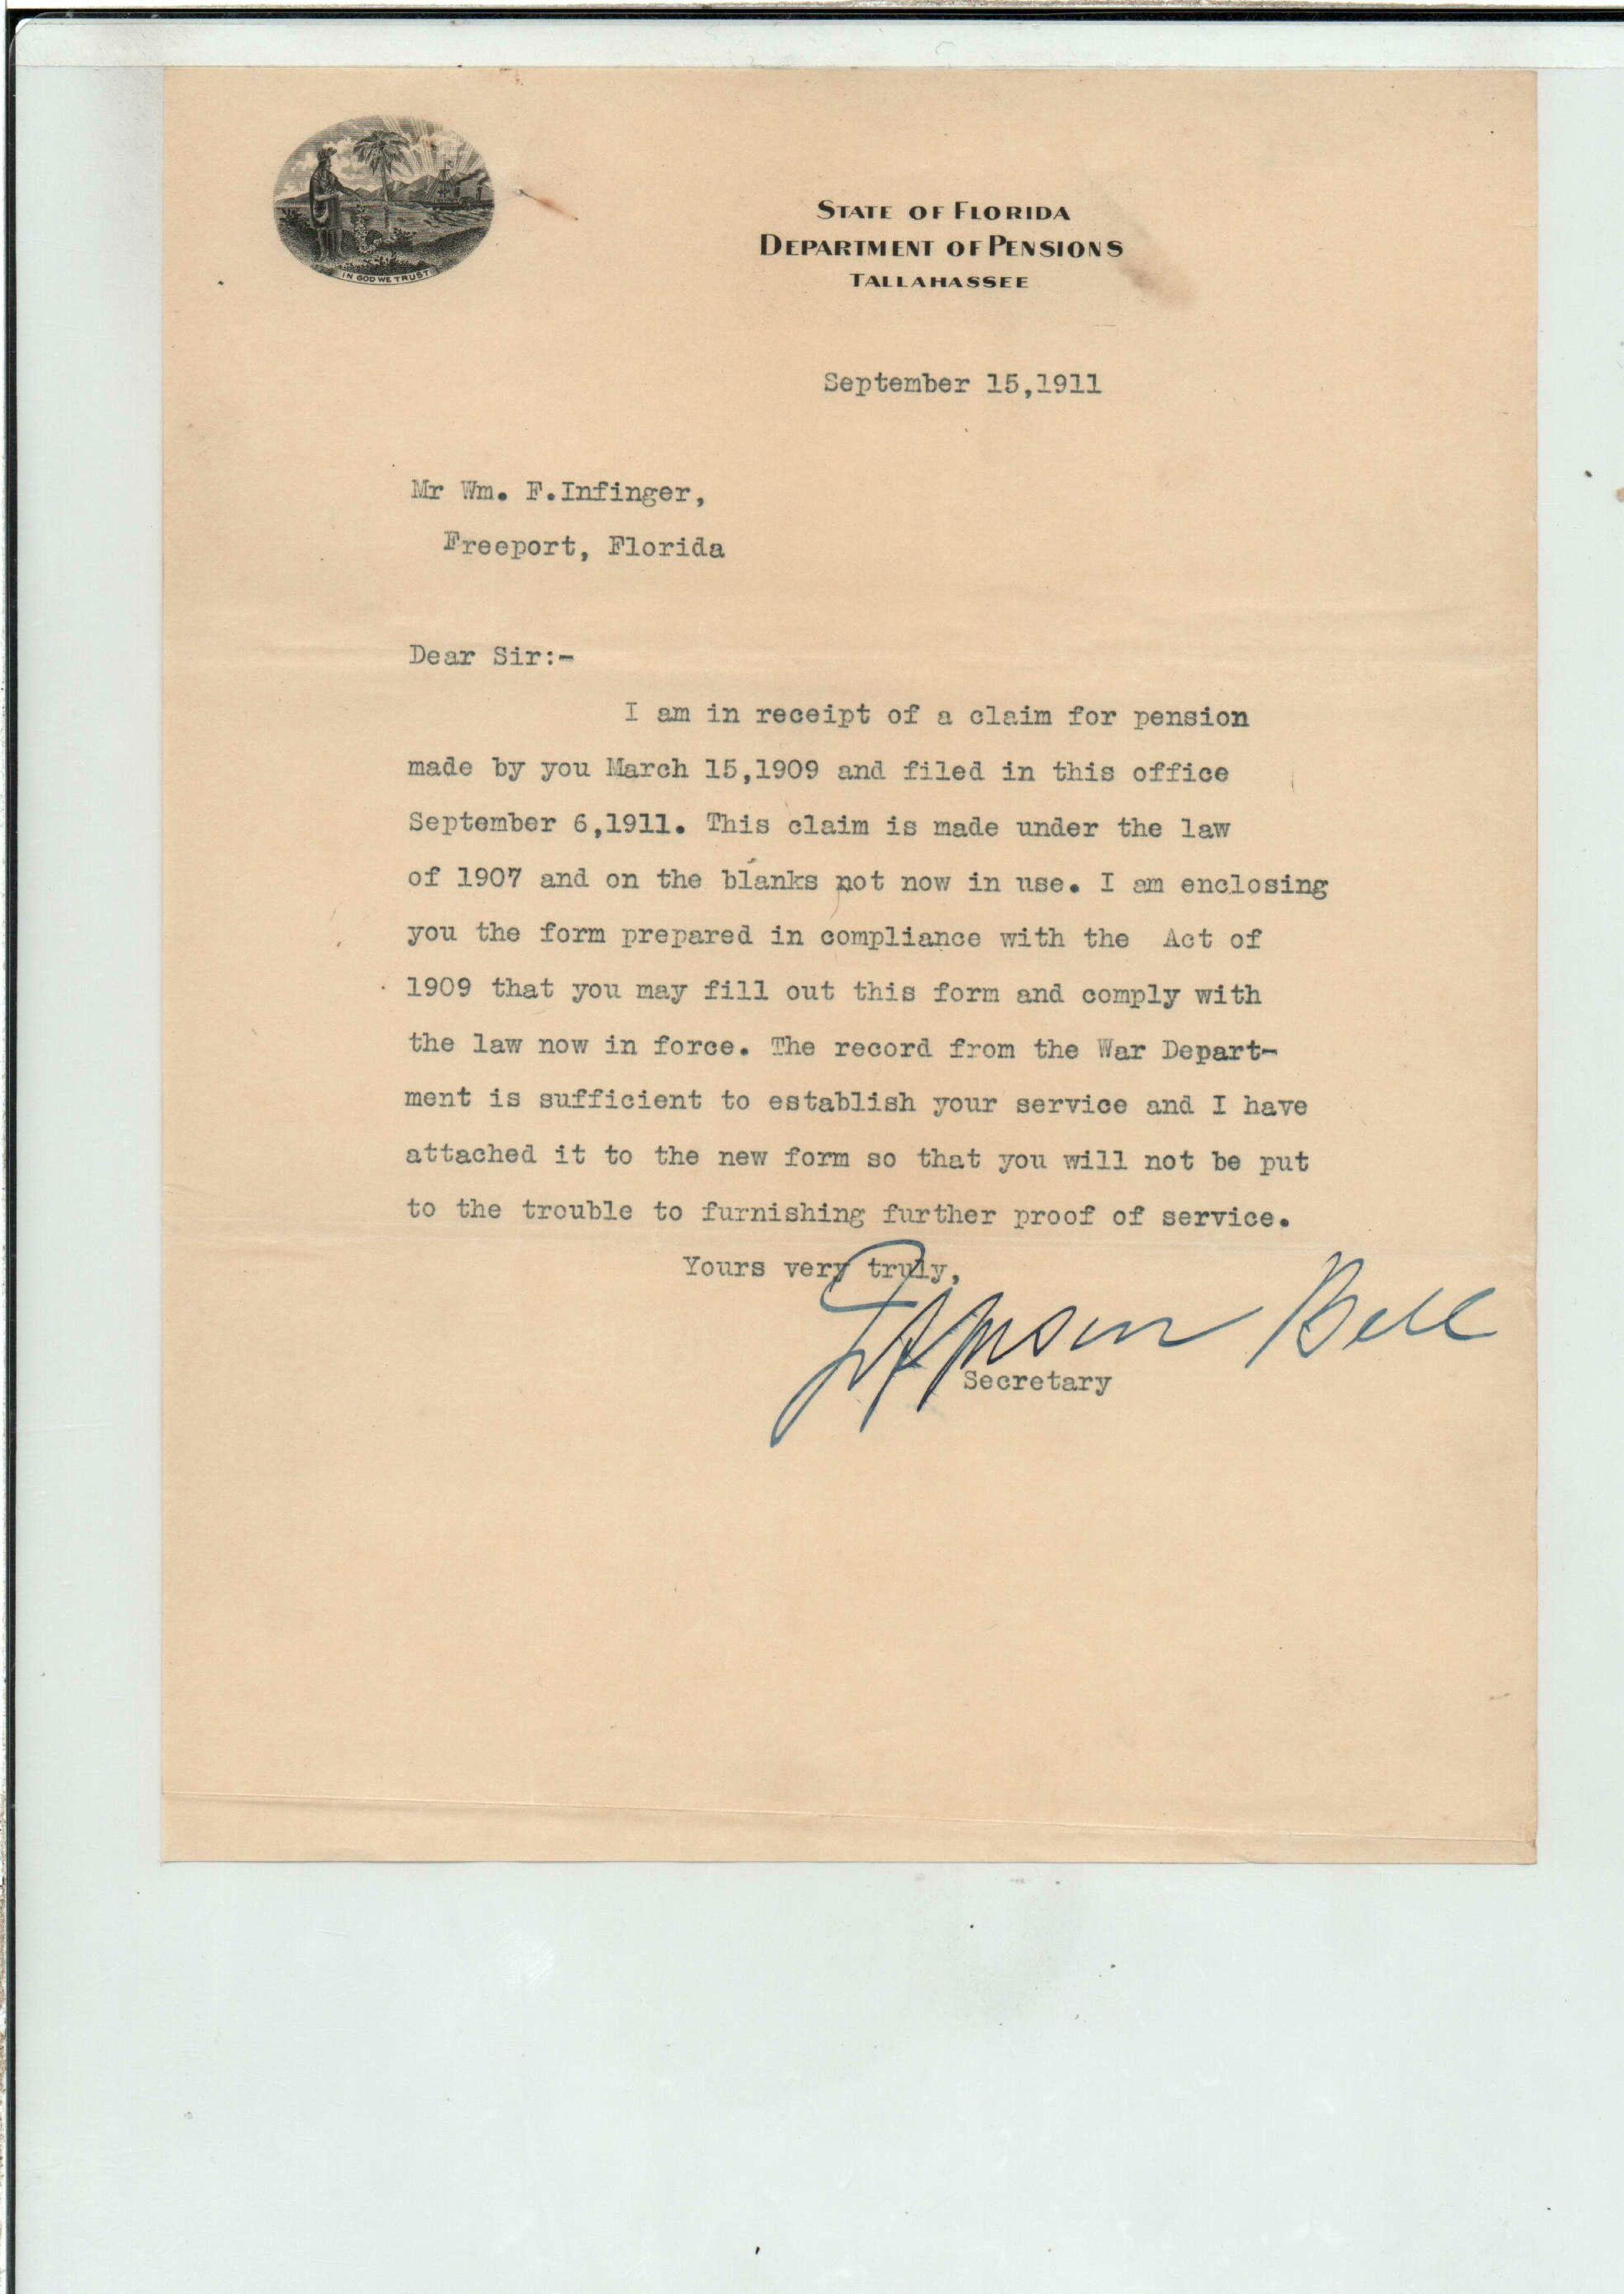 IN GOD WE TRUST
STATE OF FLORIDA
DEPARTMENT OF PENSIONS
TALLAHASSEE
September 15,1911
Mr Wm. F.Infinger,
Freeport, Florida
Dear Sir:-
I am in receipt of a claim for pension
made by you March 15,1909 and filed in this office
September 6,1911. This claim is made under the law
of 1907 and on the blanks not now in use. I am enclosing
you the form prepared in compliance with the Act of
1909 that you may fill out this form and comply with
the law now in force. The record from the War Depart-
ment is sufficient to establish your service and I have
attached it to the new form so that you will not be put
to the trouble to furnishing further proof of service.
Yours very truly,
Bell
Secretary